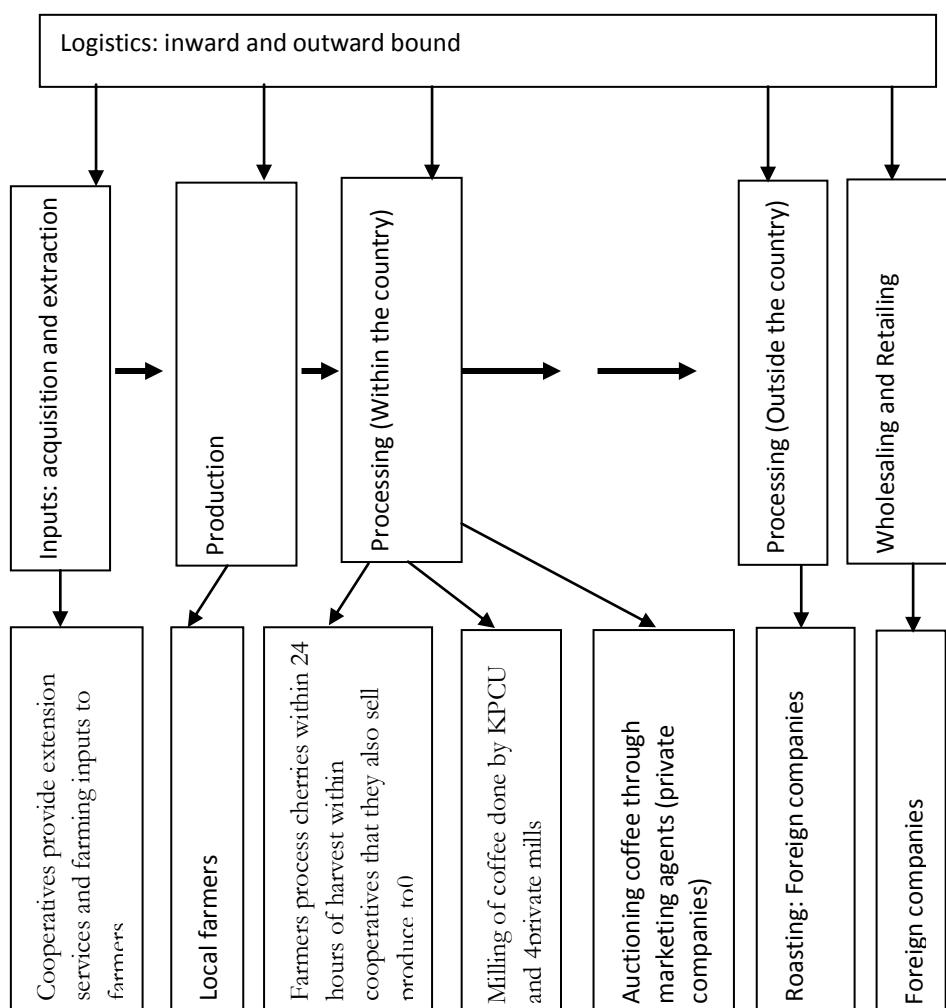 Logistics: inward and outward bound
Inputs: acquisition and extraction
Production
Processing (Within the country)
Processing (Outside the country)
Wholesaling and Retailing
Cooperatives provide extension
services and farming inputs to
farmers
Local farmers
Farmers process cherries within 24
hours of harvest within
cooperatives that they also sell
produce to0
Milling of coffee done by KPCU
and 4private mills
Auctioning coffee through
marketing agents (private
companies)
Roasting: Foreign companies
Foreign companies